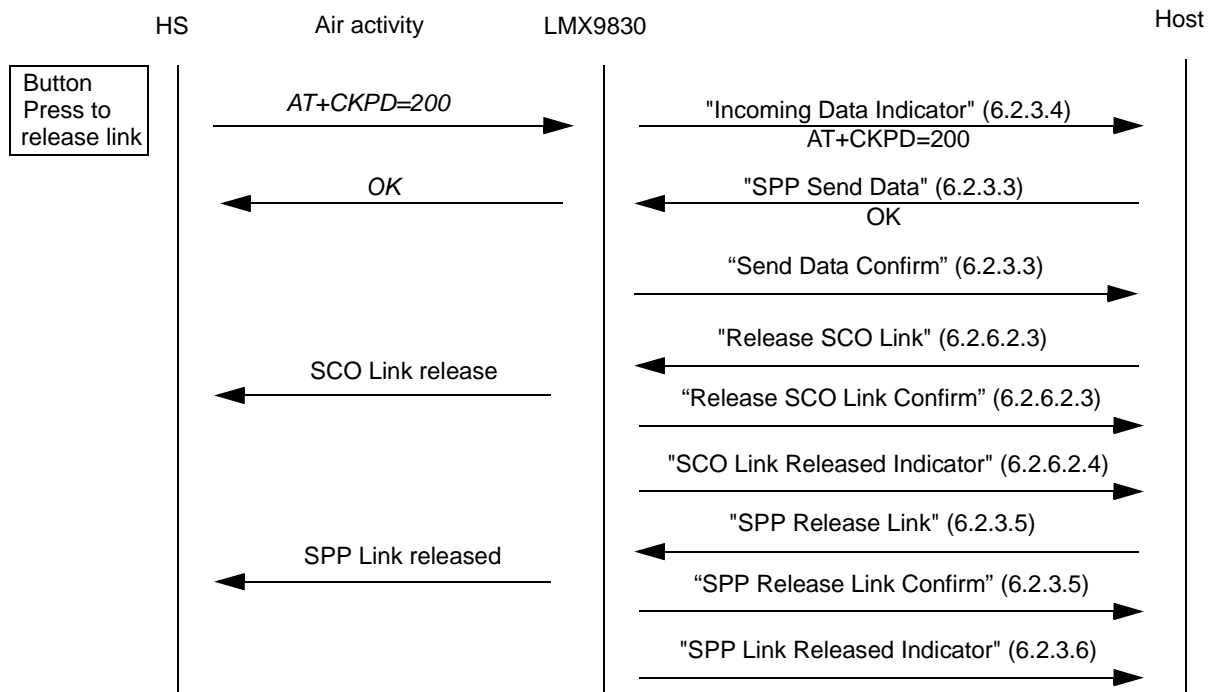 HS
Air activity
LMX9830
Host
Button
Press to
release link
AT+CKPD=200
"Incoming Data Indicator" (6.2.3.4)
AT+CKPD=200
OK
"SPP Send Data" (6.2.3.3)
OK
“Send Data Confirm” (6.2.3.3)
"Release SCO Link" (6.2.6.2.3)
SCO Link release
“Release SCO Link Confirm” (6.2.6.2.3)
"SCO Link Released Indicator" (6.2.6.2.4)
"SPP Release Link" (6.2.3.5)
SPP Link released
“SPP Release Link Confirm” (6.2.3.5)
"SPP Link Released Indicator" (6.2.3.6)